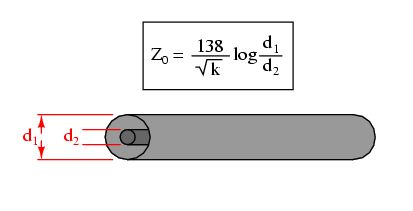 Z₀ = 138/√k log d₁/d₂
d₁ d₂